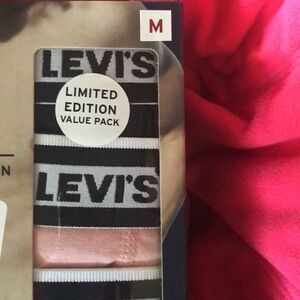 M
LEVI'S
LIMITED
EDITION
VALUE PACK
LEVI'S
N